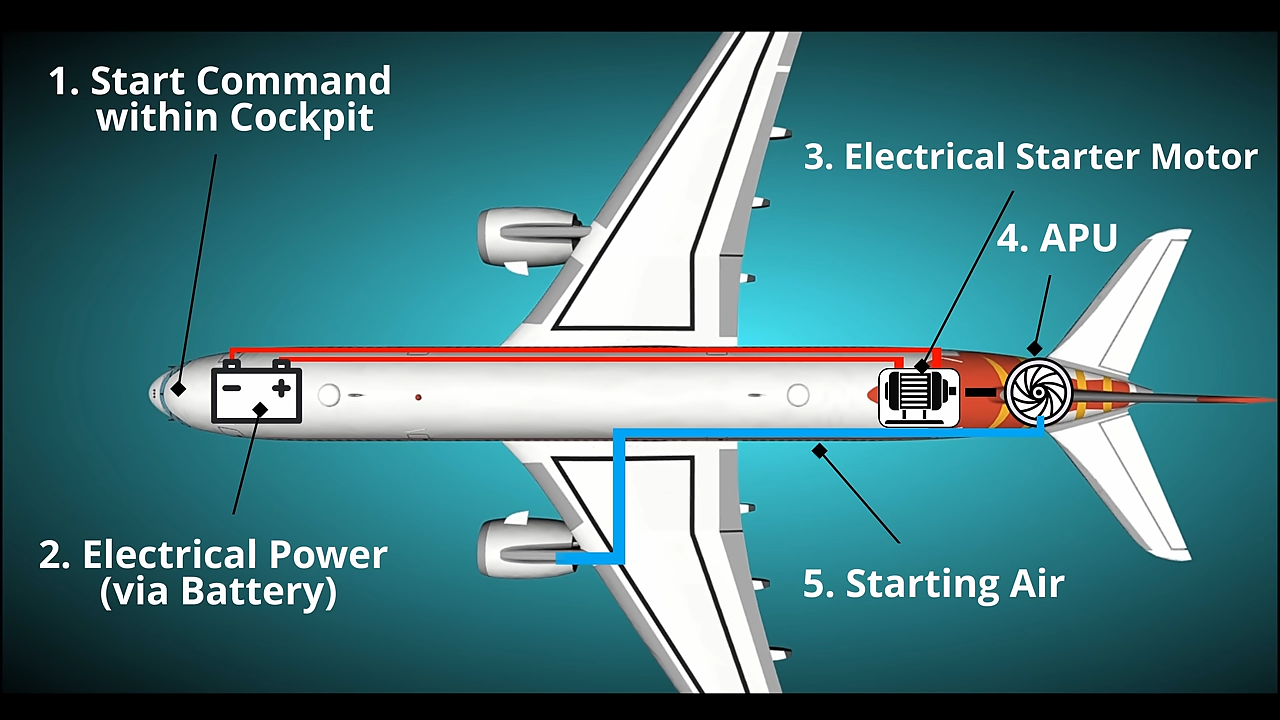 1. Start Command
within Cockpit
3. Electrical Starter Motor
4. APU
2. Electrical Power
(via Battery)
5. Starting Air